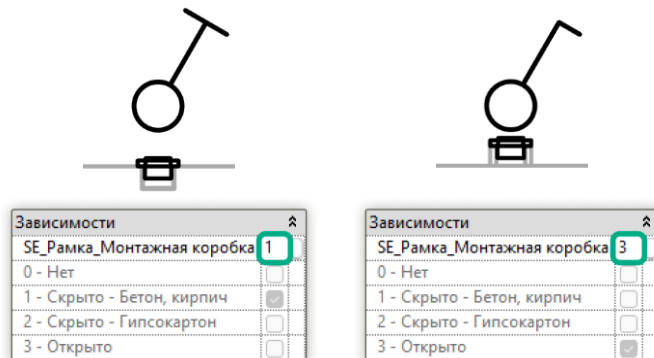 Зависимости
SE_Рамка_Монтажная коробка 1
0 - Нет
1 - Скрыто - Бетон, кирпич
2 - Скрыто - Гипсокартон
3 - Открыто
Зависимости
SE_Рамка_Монтажная коробка 3
0 - Нет
1 - Скрыто - Бетон, кирпич
2 - Скрыто - Гипсокартон
3 - Открыто